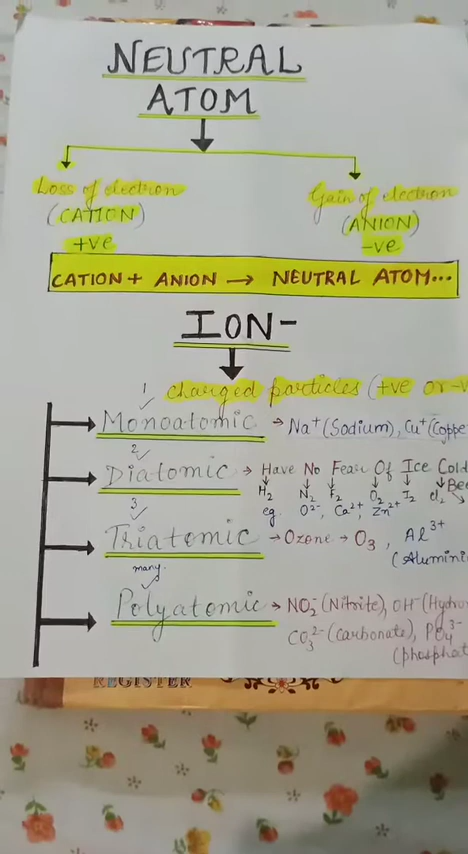 NEUTRAL
ATOM
Loss of electron
(CATION)
+ve
Gain of electron
(ANION)
-ve
CATION + ANION → NEUTRAL ATOM...
ION-
charged particles (+ve or -v
1
Monoatomic → Na⁺ (Sodium), Cu⁺ (Coppe
2
Diatomic → Have No Fear Of Ice Cold Bee
H₂ N₂ F₂ O₂ I₂ cl₂
eg. O²⁻, Ca²⁺, Zn²⁺
3
Triatomic → Ozone → O₃, Al³⁺
(Alumini
many
Polyatomic → NO₂⁻ (Nitrite), OH⁻ (Hydro
CO₃²⁻ (Carbonate), PO₄³⁻
(phosphat
REGISTER